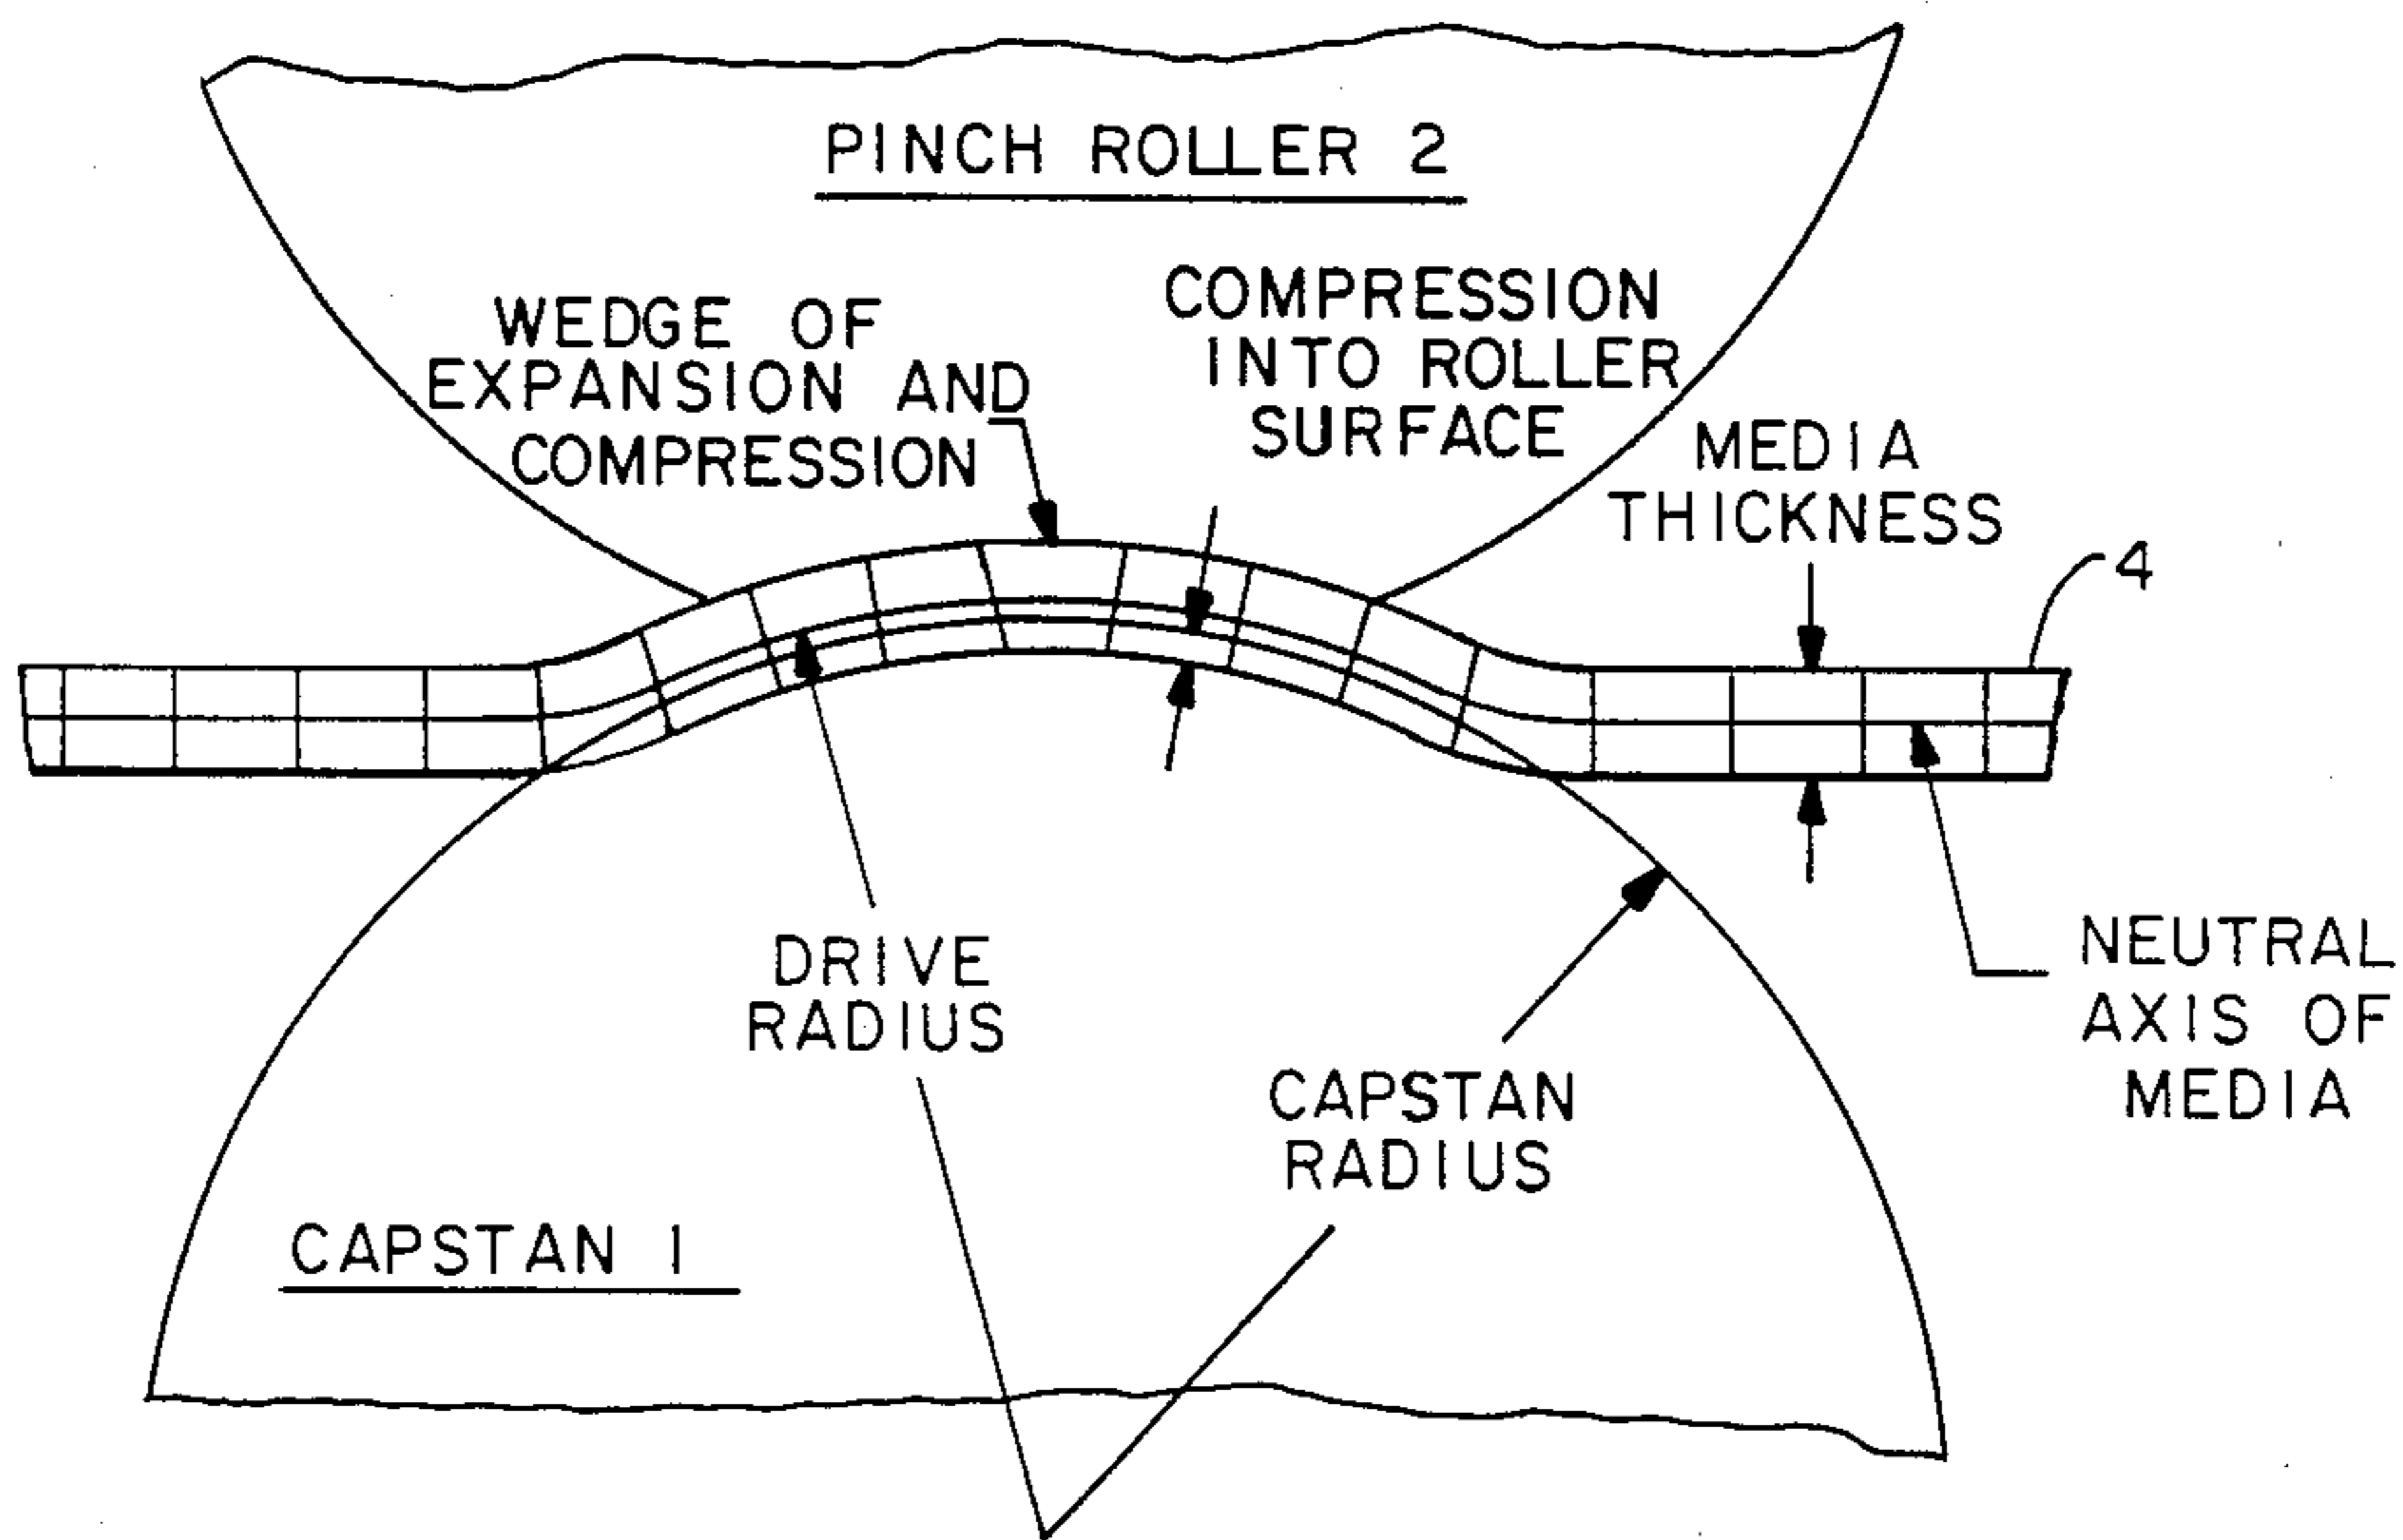 PINCH ROLLER 2
WEDGE OF
EXPANSION AND
COMPRESSION
COMPRESSION
INTO ROLLER
SURFACE
MEDIA
THICKNESS
4
DRIVE
RADIUS
CAPSTAN
RADIUS
NEUTRAL
AXIS OF
MEDIA
CAPSTAN 1